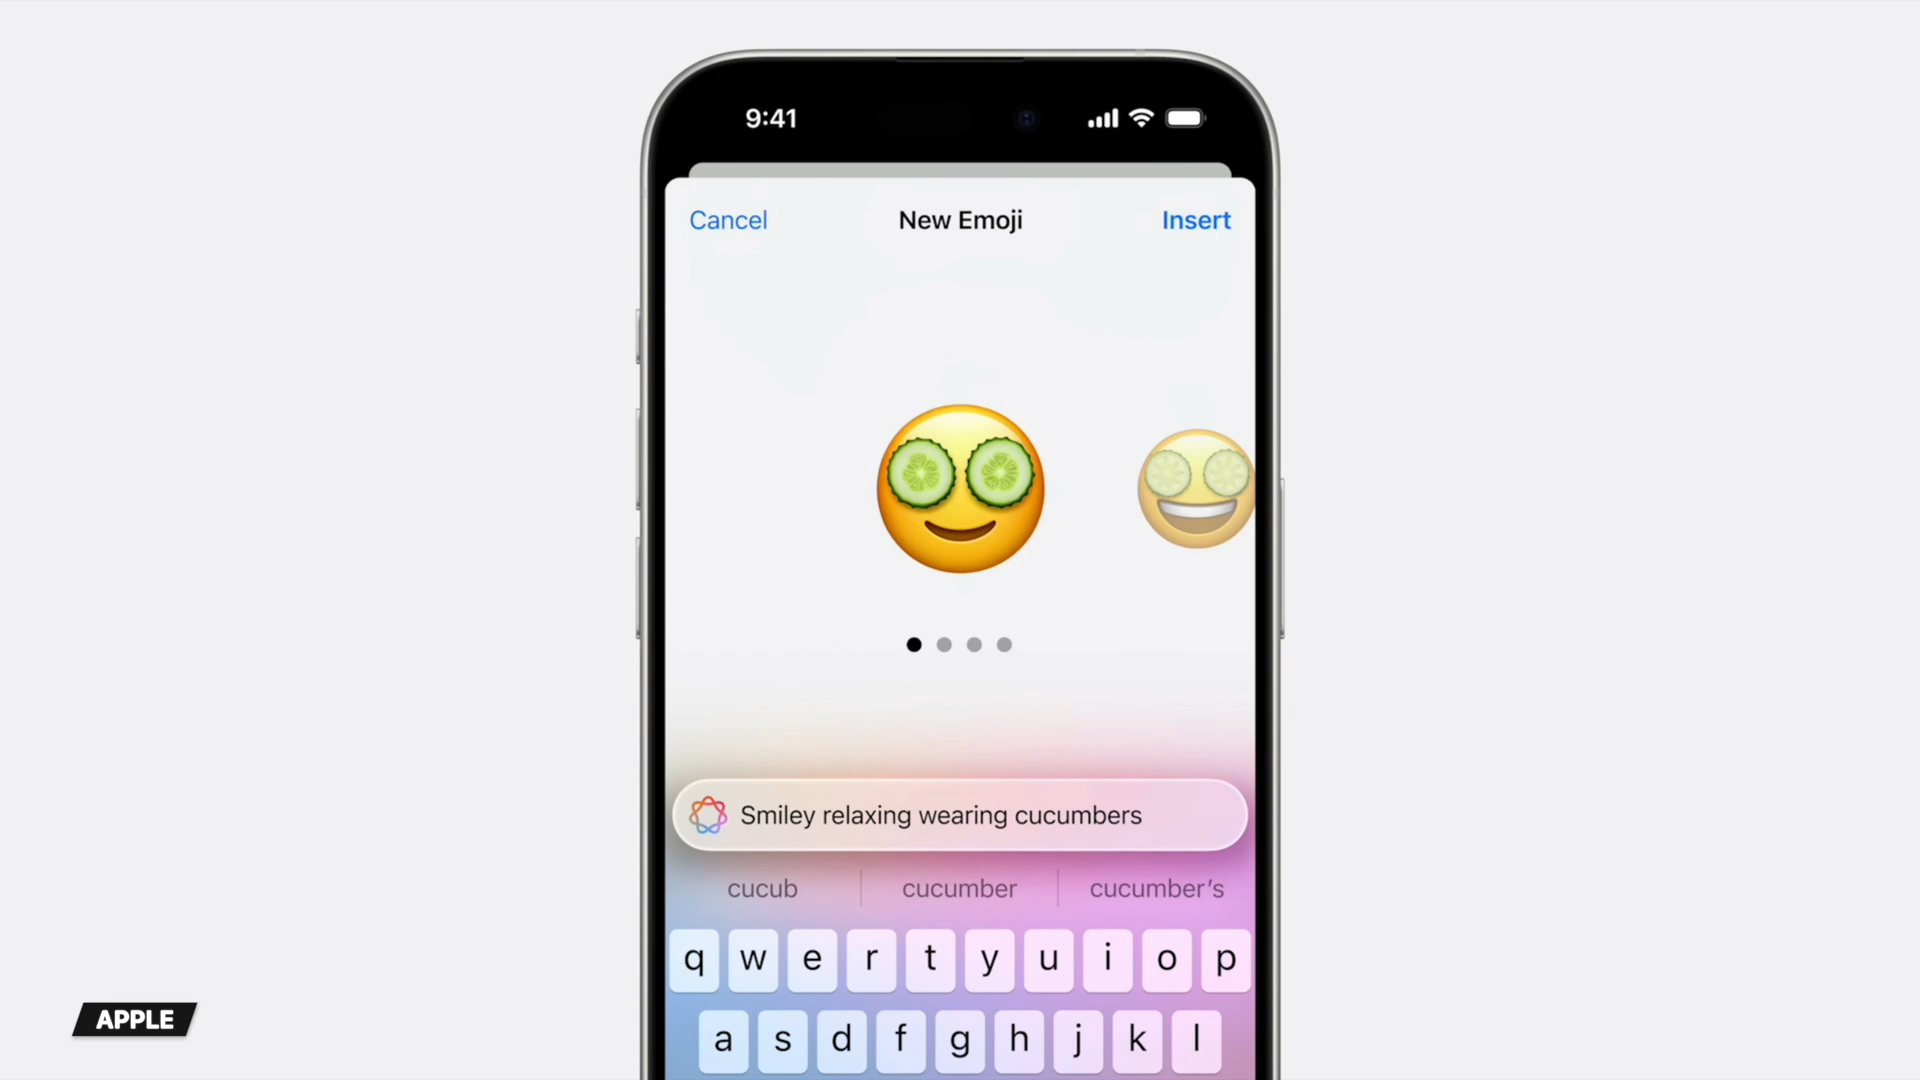 9:41
Cancel New Emoji Insert
Smiley relaxing wearing cucumbers
cucub cucumber cucumber’s
q w e r t y u i o p
a s d f g h j k l
APPLE